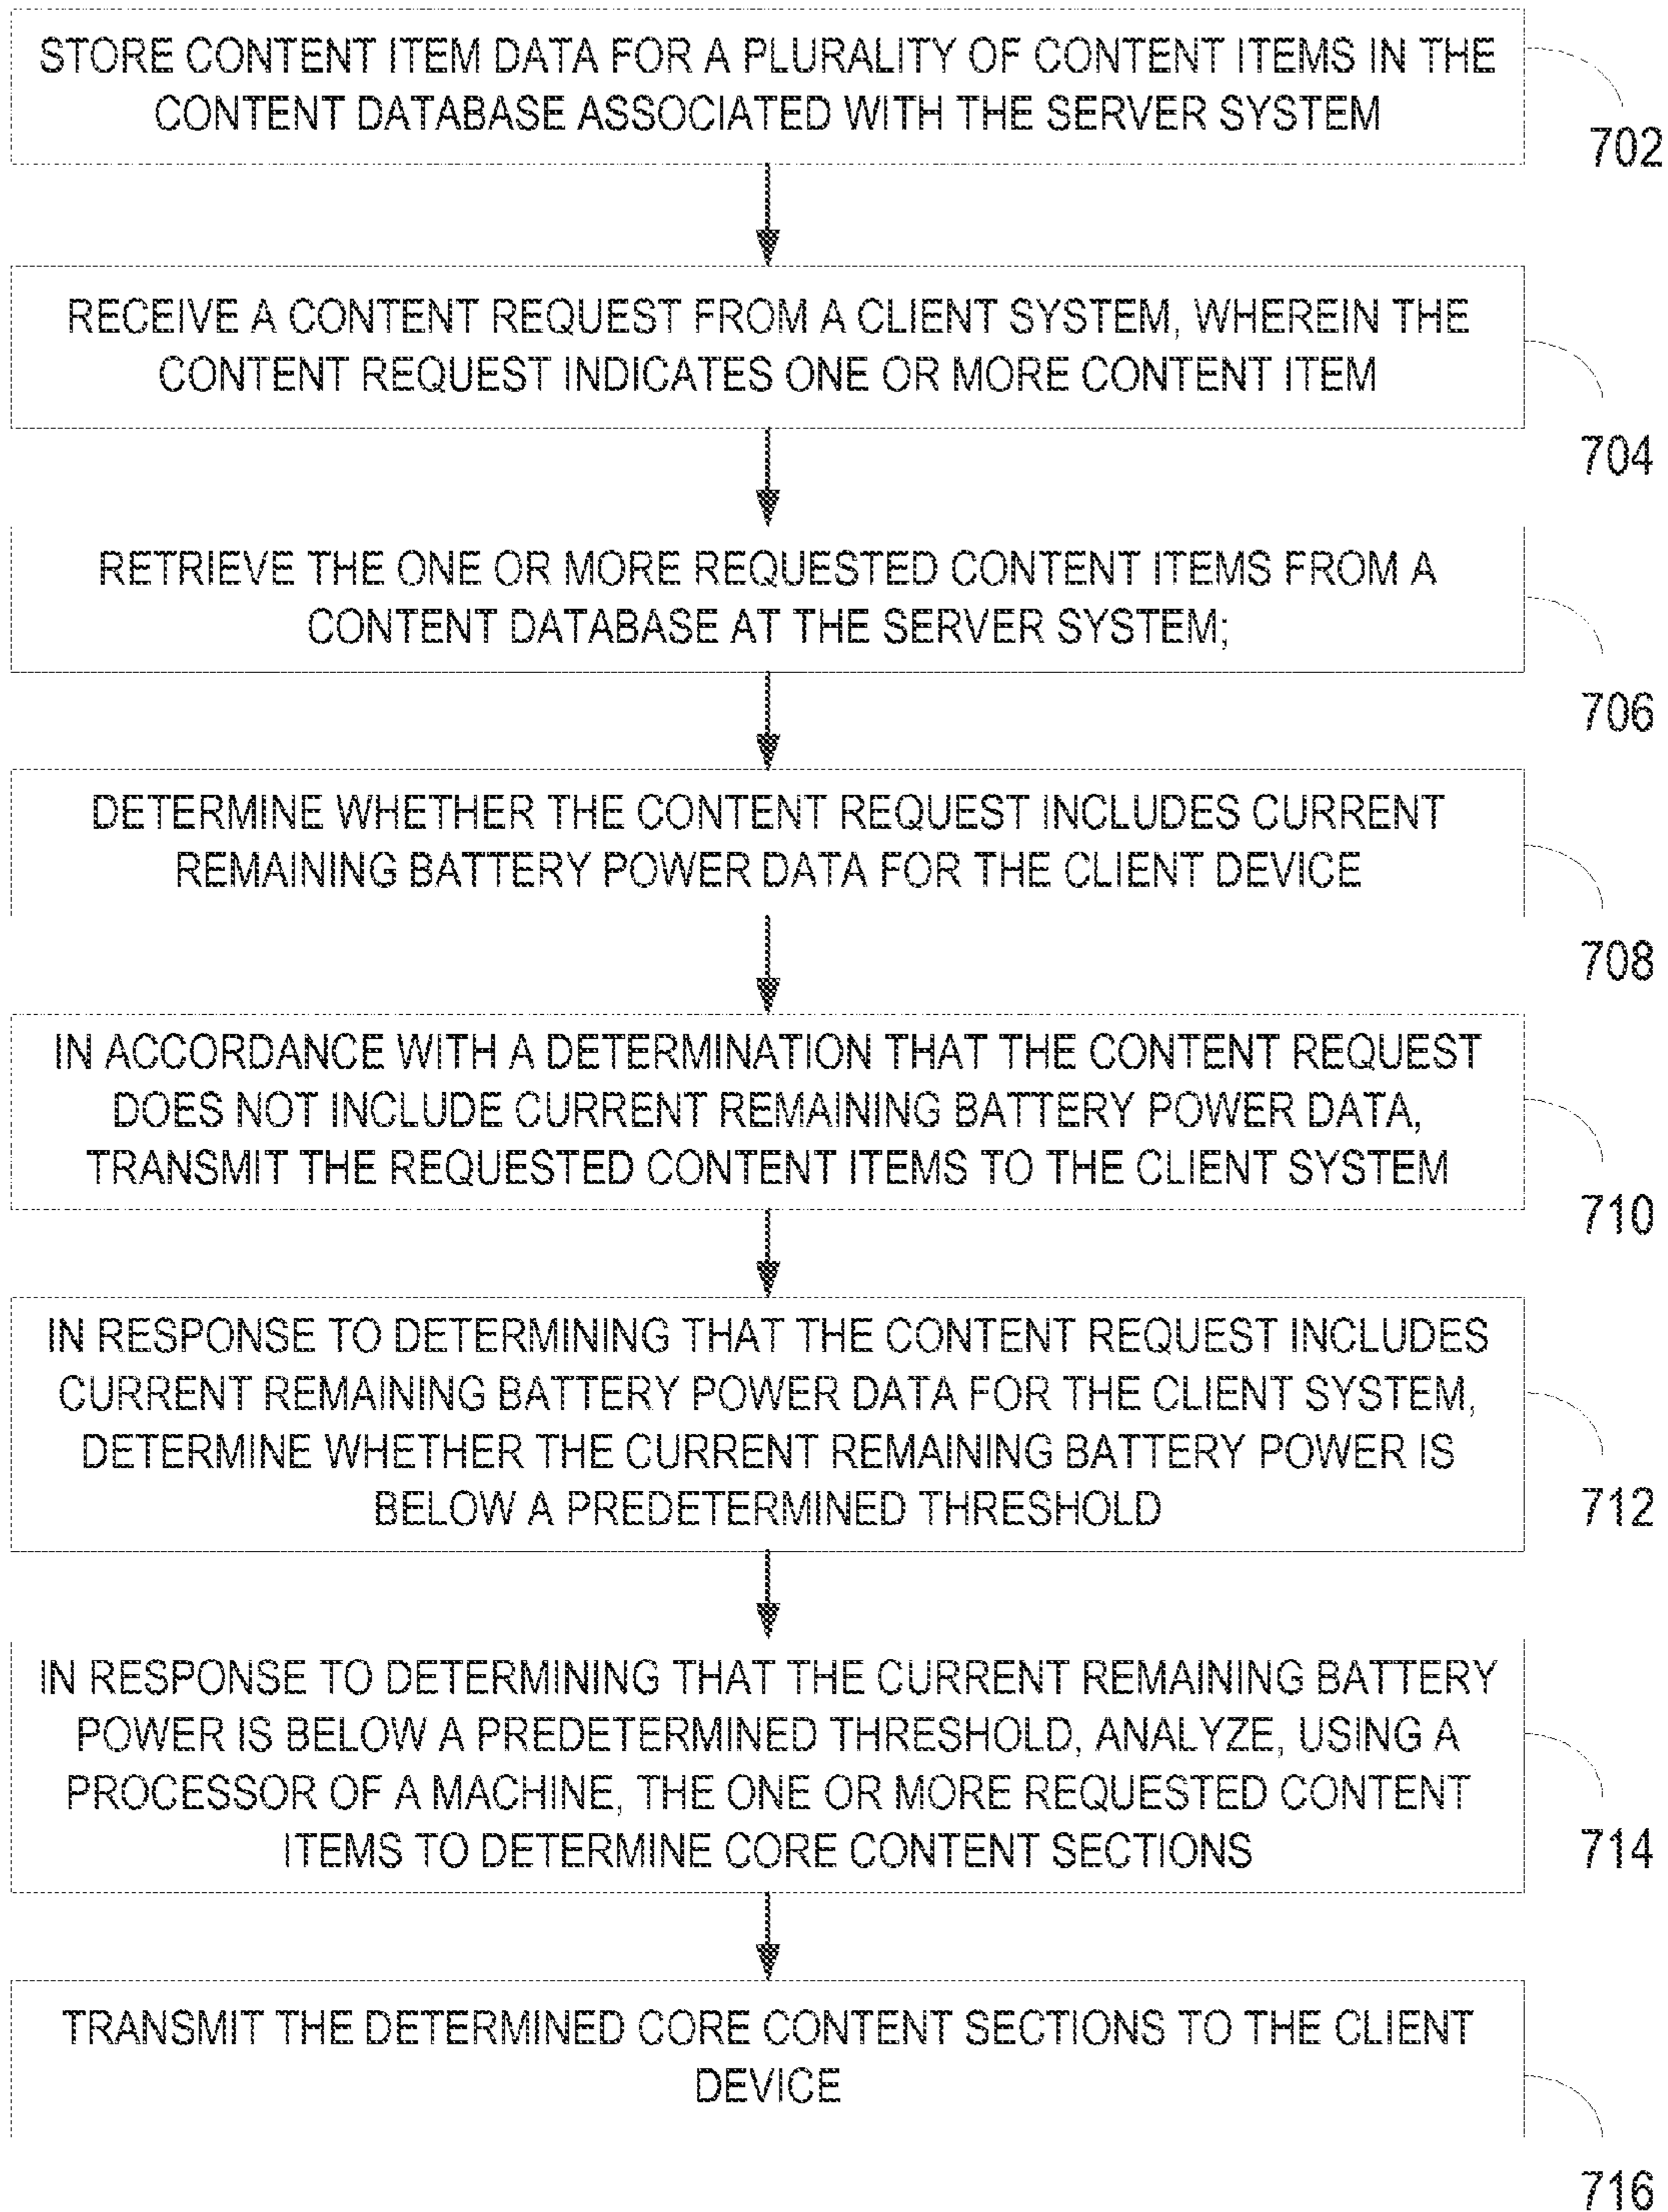 STORE CONTENT ITEM DATA FOR A PLURALITY OF CONTENT ITEMS IN THE
CONTENT DATABASE ASSOCIATED WITH THE SERVER SYSTEM
702
RECEIVE A CONTENT REQUEST FROM A CLIENT SYSTEM, WHEREIN THE
CONTENT REQUEST INDICATES ONE OR MORE CONTENT ITEM
704
RETRIEVE THE ONE OR MORE REQUESTED CONTENT ITEMS FROM A
CONTENT DATABASE AT THE SERVER SYSTEM;
706
DETERMINE WHETHER THE CONTENT REQUEST INCLUDES CURRENT
REMAINING BATTERY POWER DATA FOR THE CLIENT DEVICE
708
IN ACCORDANCE WITH A DETERMINATION THAT THE CONTENT REQUEST
DOES NOT INCLUDE CURRENT REMAINING BATTERY POWER DATA,
TRANSMIT THE REQUESTED CONTENT ITEMS TO THE CLIENT SYSTEM
710
IN RESPONSE TO DETERMINING THAT THE CONTENT REQUEST INCLUDES
CURRENT REMAINING BATTERY POWER DATA FOR THE CLIENT SYSTEM,
DETERMINE WHETHER THE CURRENT REMAINING BATTERY POWER IS
BELOW A PREDETERMINED THRESHOLD
712
IN RESPONSE TO DETERMINING THAT THE CURRENT REMAINING BATTERY
POWER IS BELOW A PREDETERMINED THRESHOLD, ANALYZE, USING A
PROCESSOR OF A MACHINE, THE ONE OR MORE REQUESTED CONTENT
ITEMS TO DETERMINE CORE CONTENT SECTIONS
714
TRANSMIT THE DETERMINED CORE CONTENT SECTIONS TO THE CLIENT
DEVICE
716